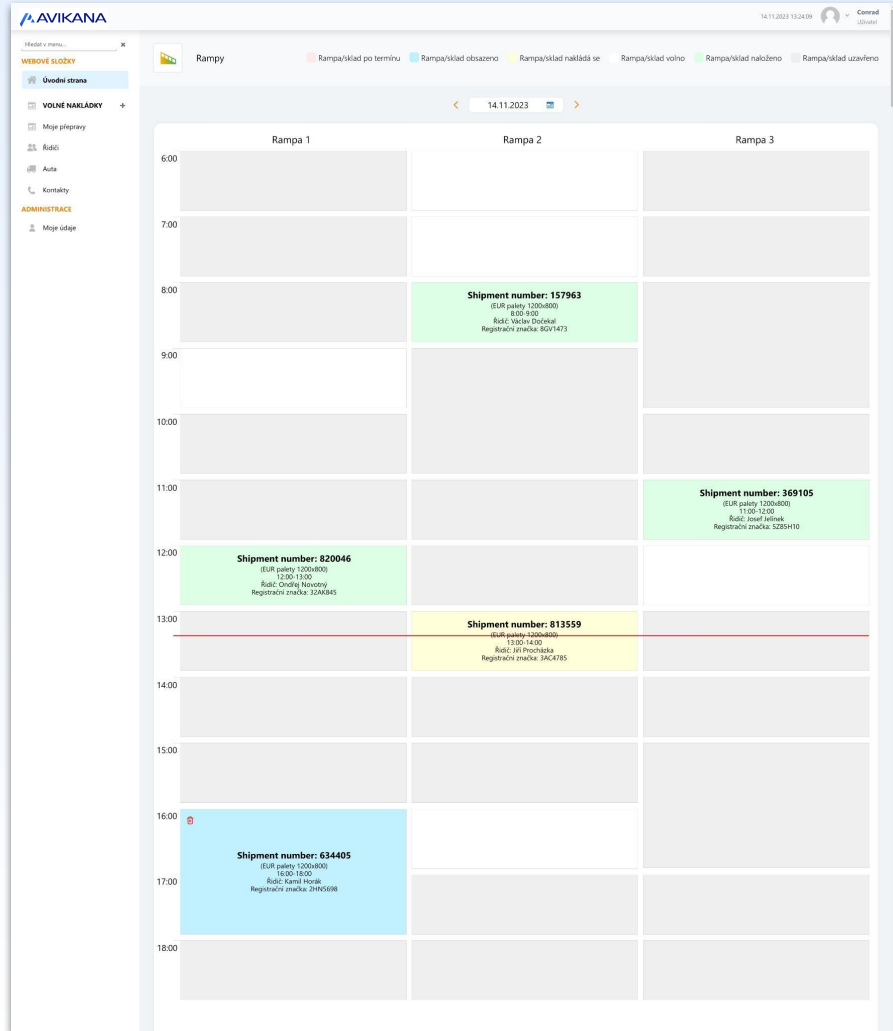 AVIKANA
14.11.2023 13:24:09
Conrad
Uživatel
Hledat v menu...
WEBOVÉ SLOŽKY
Úvodní strana
VOLNÉ NAKLÁDKY +
Moje přepravy
Řidiči
Auta
Kontakty
ADMINISTRACE
Moje údaje
Rampy
Rampa/sklad po termínu
Rampa/sklad obsazeno
Rampa/sklad nakládá se
Rampa/sklad volno
Rampa/sklad naloženo
Rampa/sklad uzavřeno
14.11.2023
Rampa 1
Rampa 2
Rampa 3
6:00
7:00
8:00
Shipment number: 157963
(EUR palety 1200x800)
8:00-9:00
Řidič: Václav Dočekal
Registrační značka: 8GV1473
9:00
10:00
11:00
Shipment number: 369105
(EUR palety 1200x800)
11:00-12:00
Řidič: Josef Jelínek
Registrační značka: 5Z85H10
12:00
Shipment number: 820046
(EUR palety 1200x800)
12:00-13:00
Řidič: Ondřej Novotný
Registrační značka: 32AK845
13:00
Shipment number: 813559
(EUR palety 1200x800)
13:00-14:00
Řidič: Jiří Procházka
Registrační značka: 3AC4785
14:00
15:00
16:00
Shipment number: 634405
(EUR palety 1200x800)
16:00-18:00
Řidič: Kamil Horák
Registrační značka: 2HN5698
17:00
18:00